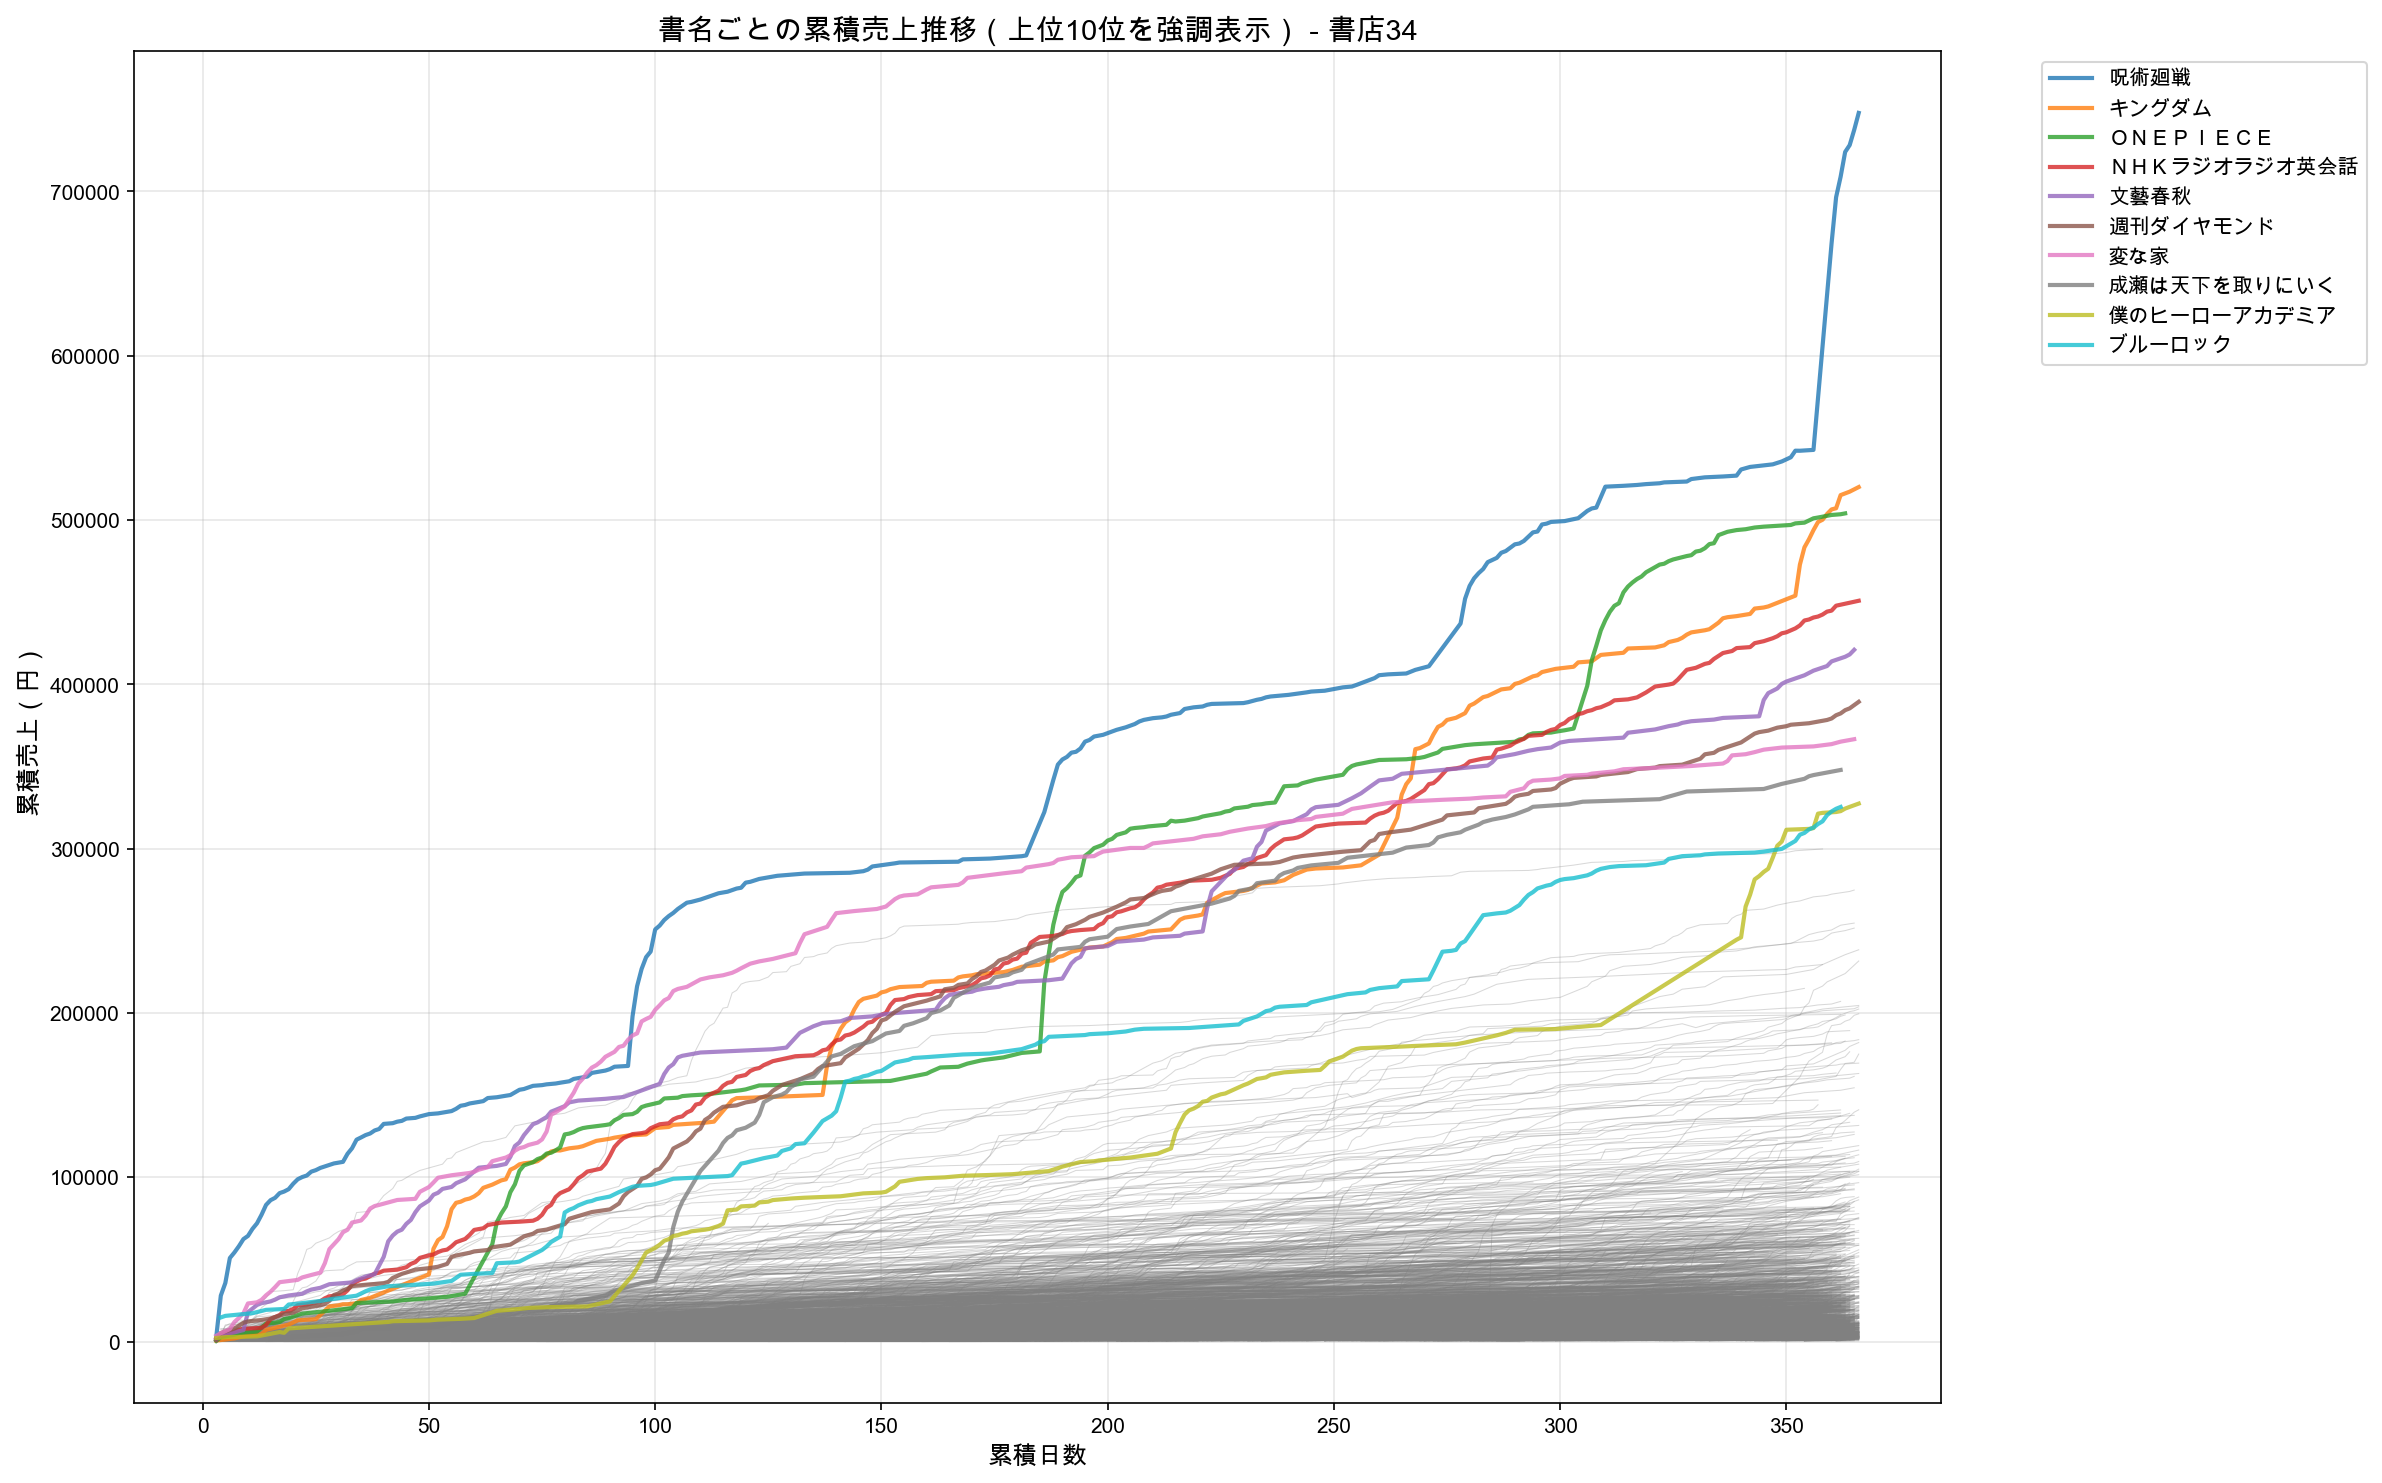 書名ごとの累積売上推移（上位10位を強調表示） - 書店34
呪術廻戦
キングダム
ＯＮＥＰＩＥＣＥ
ＮＨＫラジオラジオ英会話
文藝春秋
週刊ダイヤモンド
変な家
成瀬は天下を取りにいく
僕のヒーローアカデミア
ブルーロック
累積売上（円）
700000
600000
500000
400000
300000
200000
100000
0
0
50
100
150
200
250
300
350
累積日数